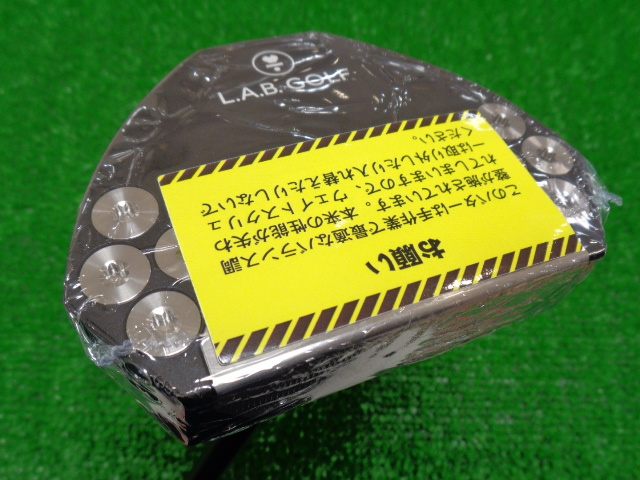 L.A.B. GOLF
お願い
このパターは手作業で最適なバランス調
整が施されています。本来の性能が失わ
れてしまいますので、ウェイトスクリュ
ーは取り外したり入れ替えたりしないで
ください。